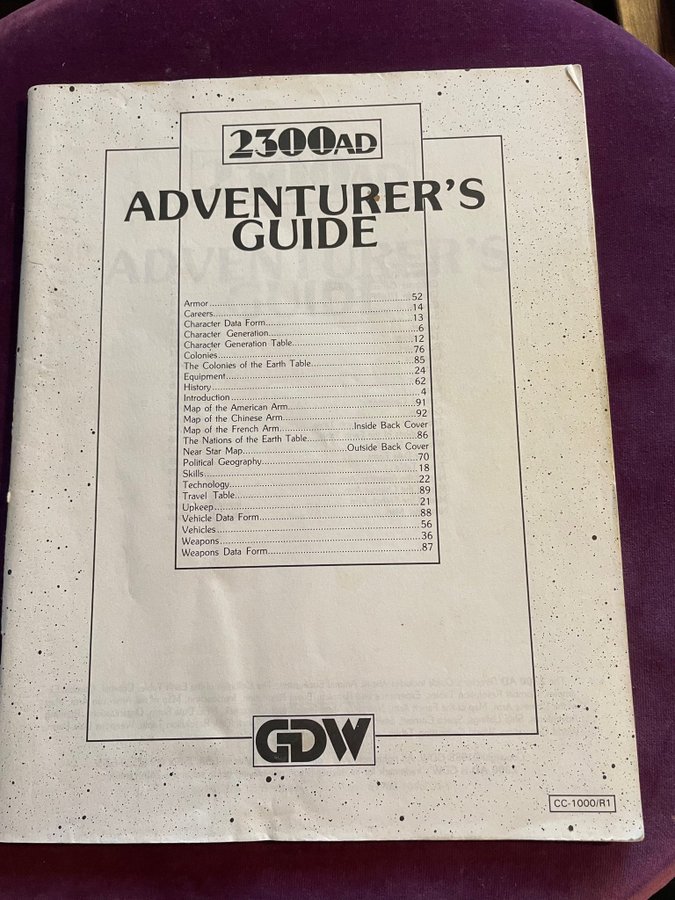 2300AD
ADVENTURER'S
GUIDE
Armor....................52
Careers....................14
Character Data Form....................13
Character Generation....................6
Character Generation Table....................12
Colonies....................76
The Colonies of the Earth Table....................85
Equipment....................24
History....................62
Introduction....................4
Map of the American Arm....................91
Map of the Chinese Arm....................92
Map of the French Arm....................Inside Back Cover
The Nations of the Earth Table....................86
Near Star Map....................Outside Back Cover
Political Geography....................70
Skills....................18
Technology....................22
Travel Table....................89
Upkeep....................21
Vehicle Data Form....................88
Vehicles....................56
Weapons....................36
Weapons Data Form....................87
GDW
CC-1000/R1